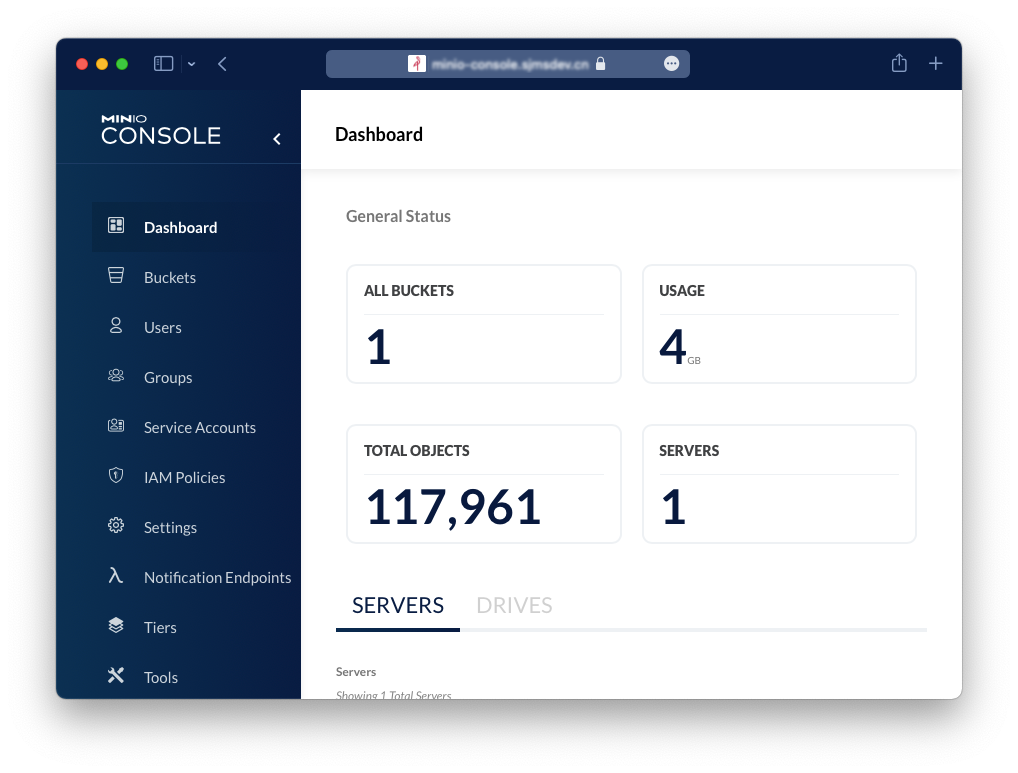 minio-console.sjmsdev.cn
MINIO
CONSOLE
Dashboard
Buckets
Users
Groups
Service Accounts
IAM Policies
Settings
Notification Endpoints
Tiers
Tools
Dashboard
General Status
ALL BUCKETS
1
USAGE
4 GB
TOTAL OBJECTS
117,961
SERVERS
1
SERVERS DRIVES
Servers
Showing 1 Total Servers